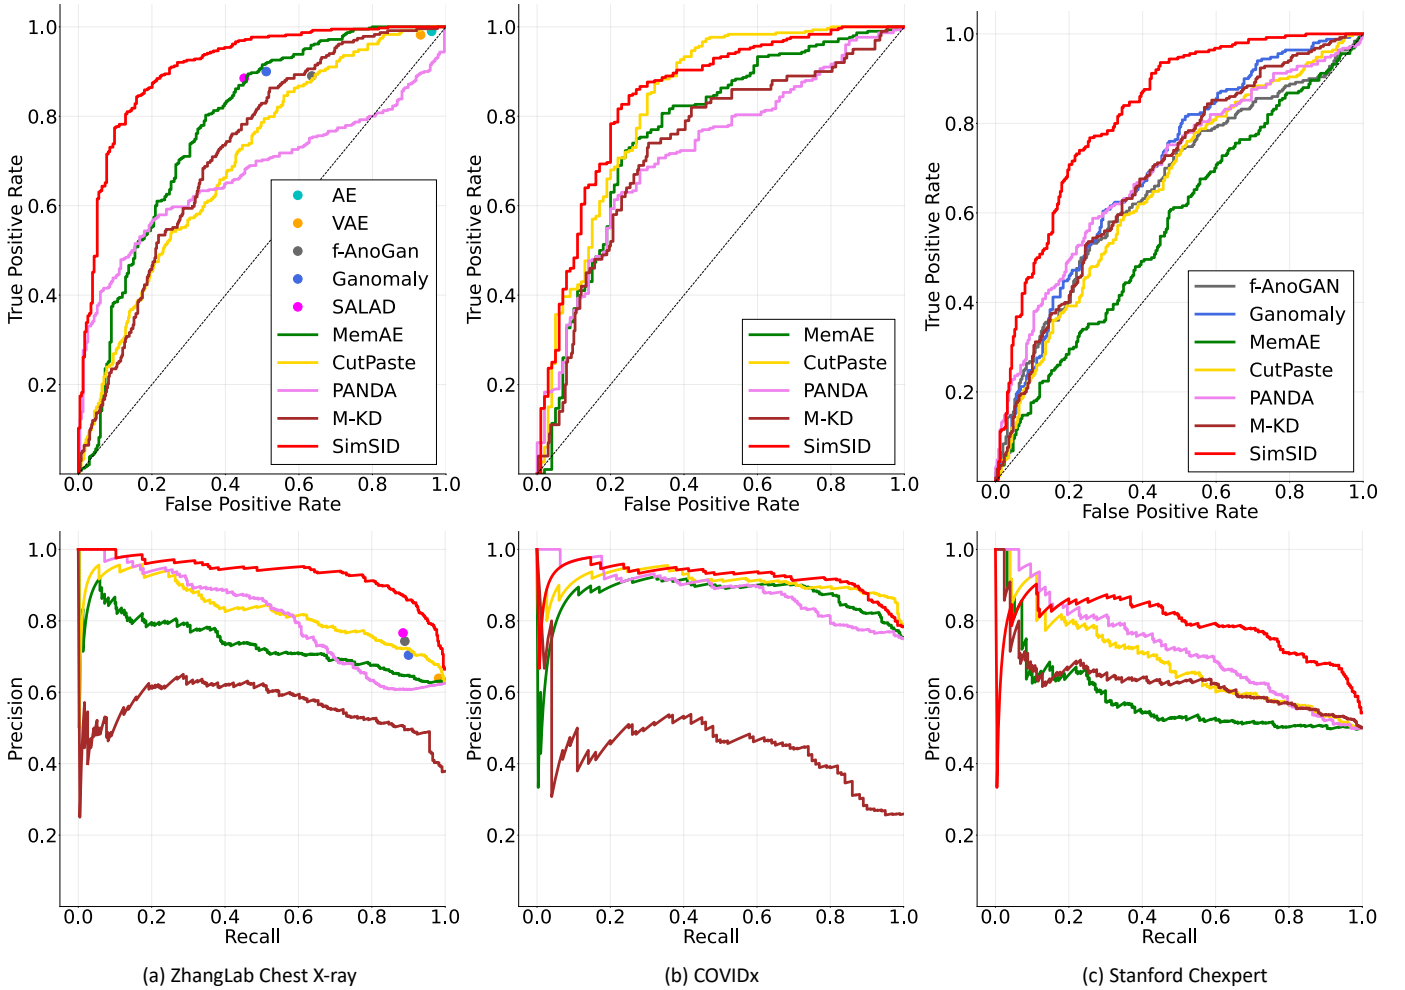 1.0
0.8
0.6
0.4
0.2
True Positive Rate
0.0 0.2 0.4 0.6 0.8 1.0
False Positive Rate
AE
VAE
f-AnoGan
Ganomaly
SALAD
MemAE
CutPaste
PANDA
M-KD
SimSID
1.0
0.8
0.6
0.4
0.2
True Positive Rate
0.0 0.2 0.4 0.6 0.8 1.0
False Positive Rate
MemAE
CutPaste
PANDA
M-KD
SimSID
1.0
0.8
0.6
0.4
0.2
True Positive Rate
0.0 0.2 0.4 0.6 0.8 1.0
False Positive Rate
f-AnoGAN
Ganomaly
MemAE
CutPaste
PANDA
M-KD
SimSID
1.0
0.8
0.6
0.4
0.2
Precision
0.0 0.2 0.4 0.6 0.8 1.0
Recall
1.0
0.8
0.6
0.4
0.2
Precision
0.0 0.2 0.4 0.6 0.8 1.0
Recall
1.0
0.8
0.6
0.4
0.2
Precision
0.0 0.2 0.4 0.6 0.8 1.0
Recall
(a) ZhangLab Chest X-ray
(b) COVIDx
(c) Stanford Chexpert